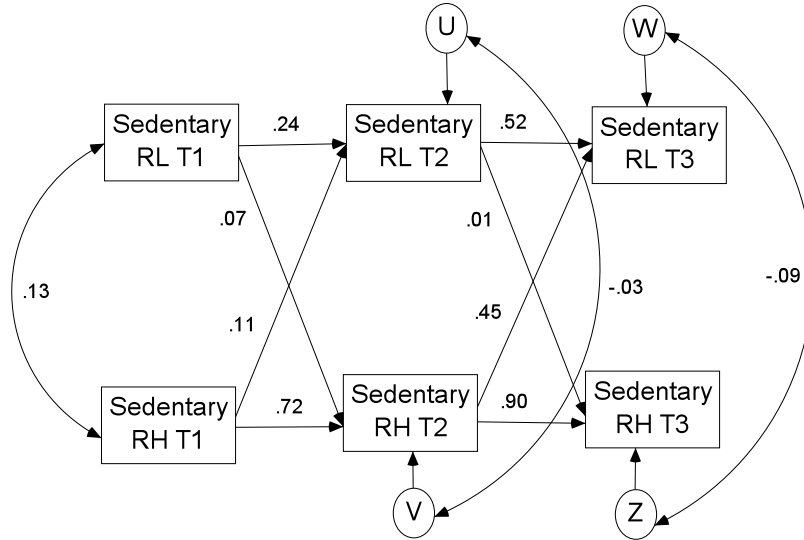 U
W
Sedentary
RL T1
.24
Sedentary
RL T2
.52
Sedentary
RL T3
.07
.01
.13
-.03
-.09
.11
.45
Sedentary
RH T1
.72
Sedentary
RH T2
.90
Sedentary
RH T3
V
Z